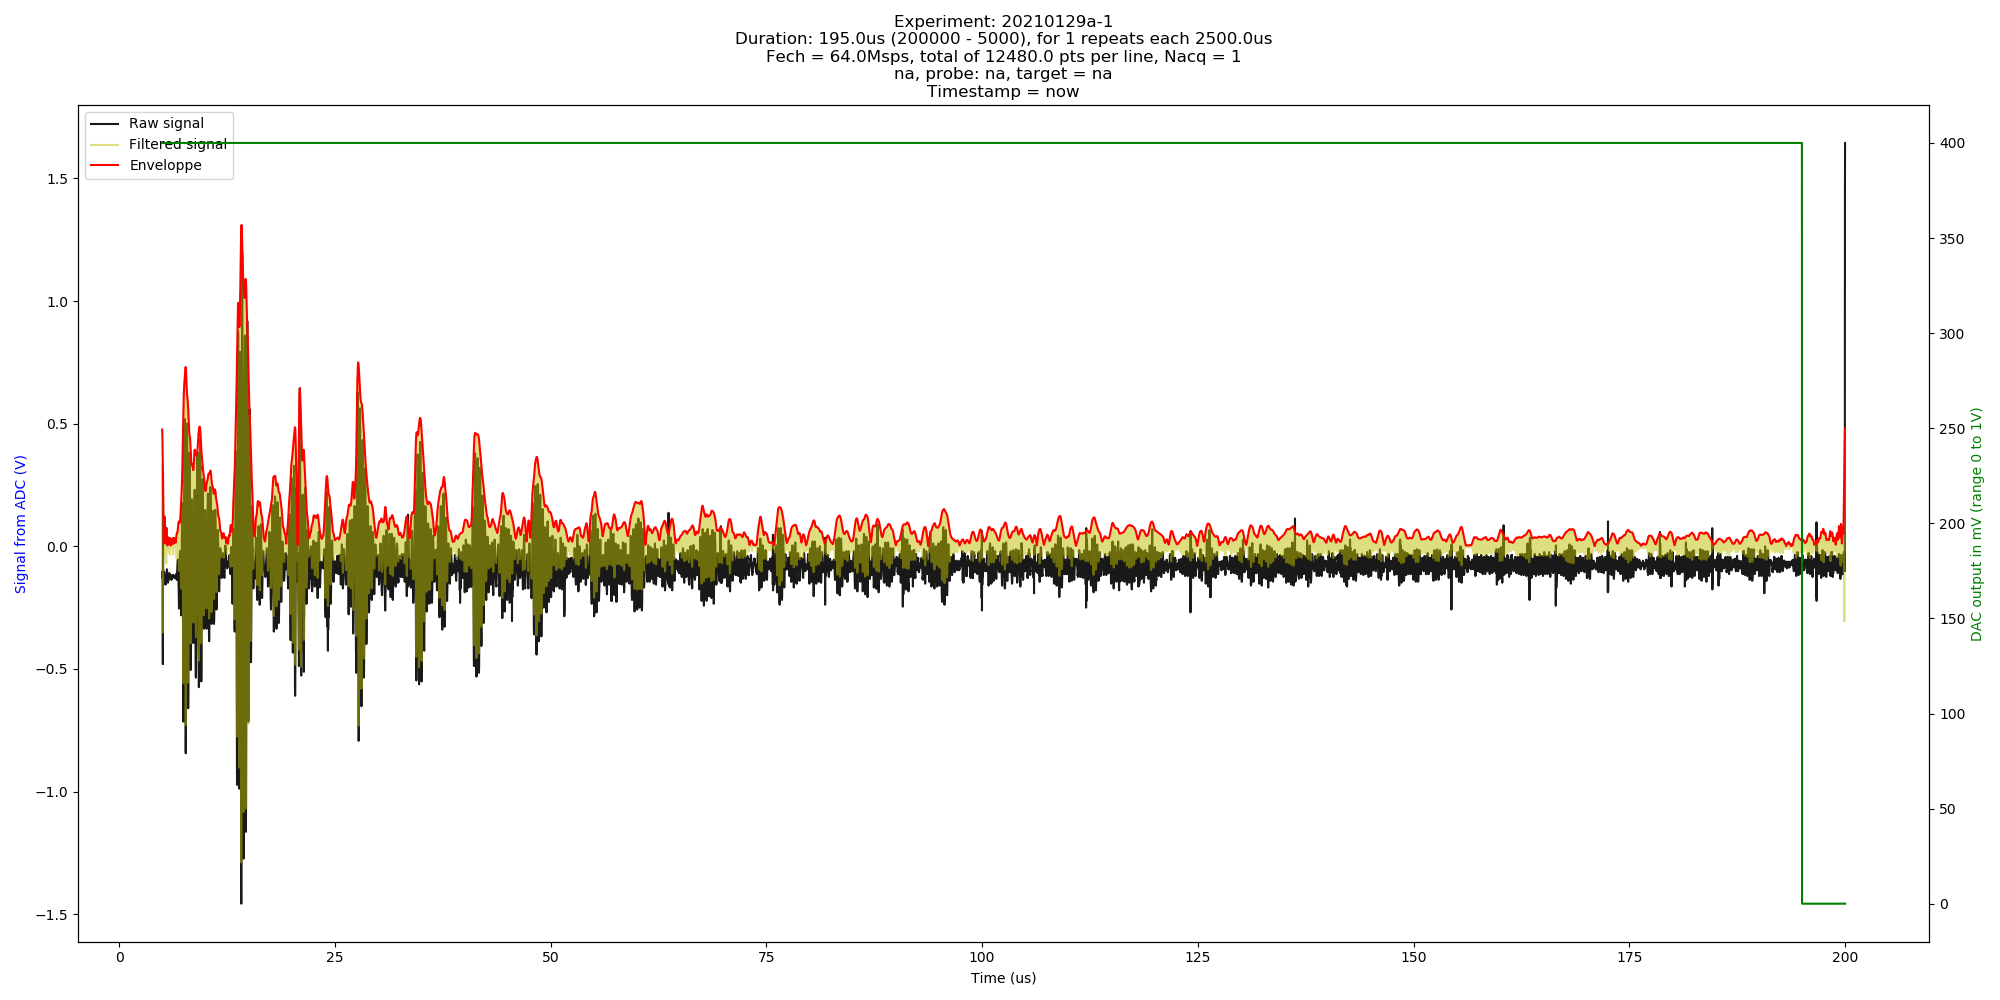 Experiment: 20210129a-1
Duration: 195.0us (200000 - 5000), for 1 repeats each 2500.0us
Fech = 64.0Msps, total of 12480.0 pts per line, Nacq = 1
na, probe: na, target = na
Timestamp = now
Raw signal
Filtered signal
Enveloppe
Signal from ADC (V)
1.5
1.0
0.5
0.0
−0.5
−1.0
−1.5
0
25
50
75
100
125
150
175
200
Time (us)
400
350
300
250
200
150
100
50
0
DAC output in mV (range 0 to 1V)